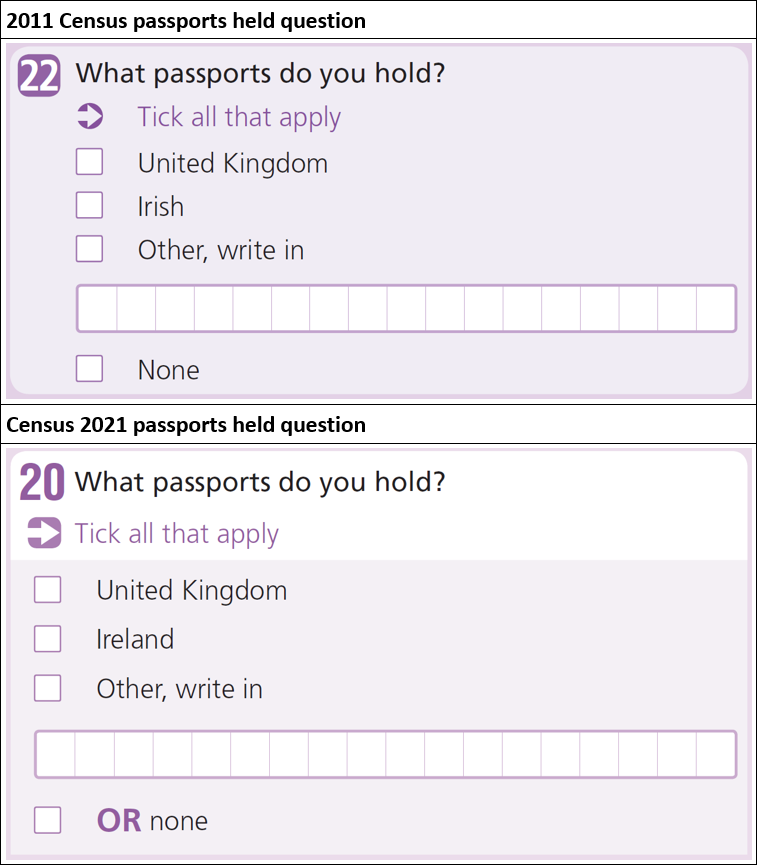 2011 Census passports held question
22 What passports do you hold?
Tick all that apply
United Kingdom
Irish
Other, write in
None
Census 2021 passports held question
20 What passports do you hold?
Tick all that apply
United Kingdom
Ireland
Other, write in
OR none